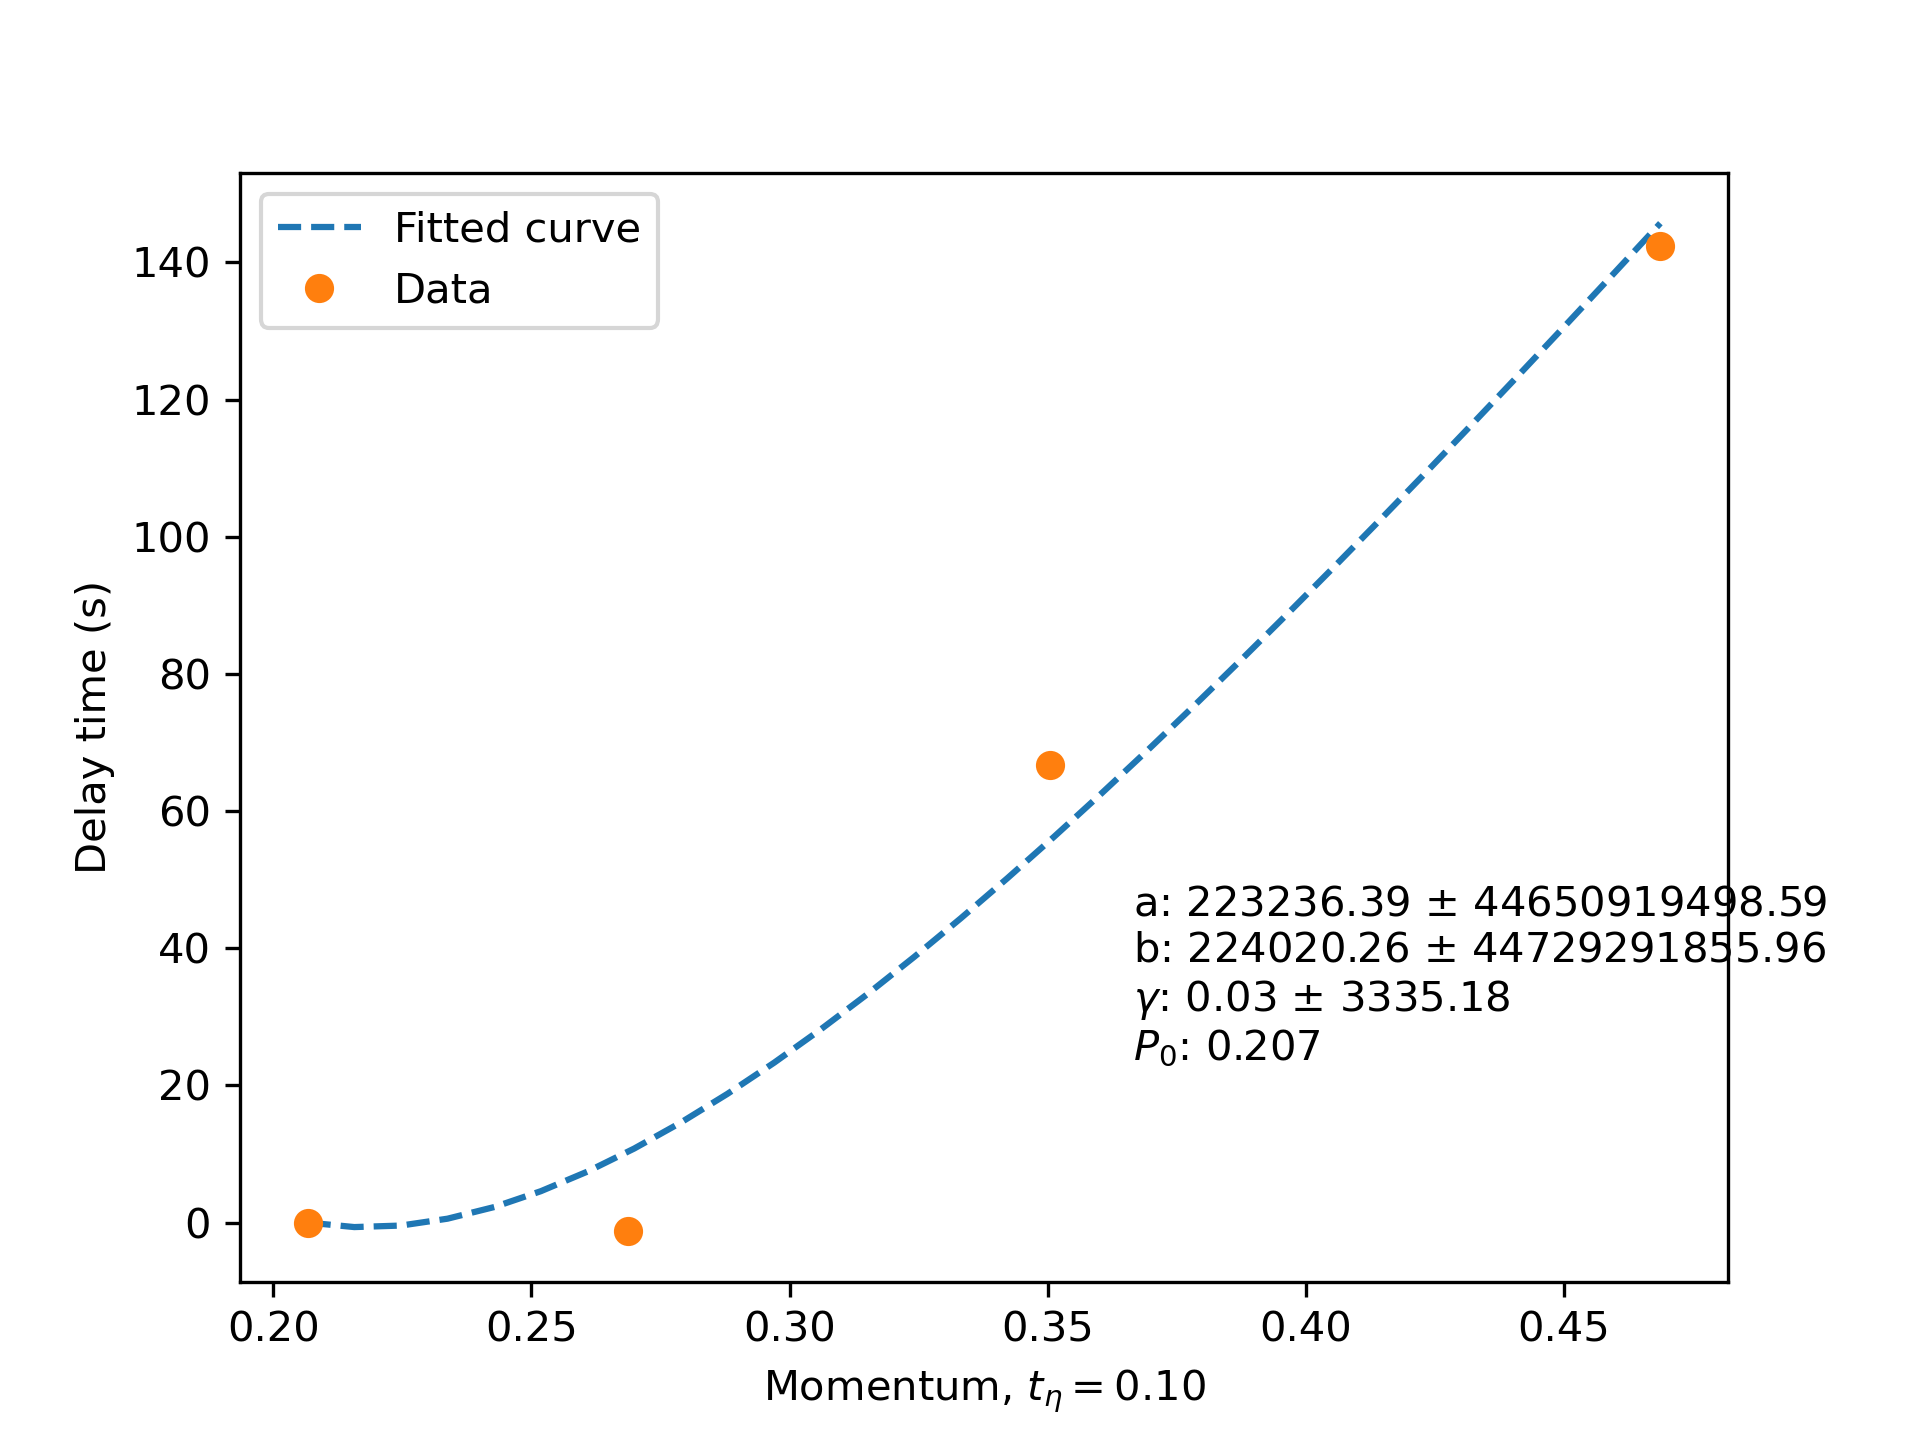 Fitted curve
Data
140
120
100
80
60
40
20
0
Delay time (s)
a: 223236.39 ± 44650919498.59
b: 224020.26 ± 44729291855.96
γ: 0.03 ± 3335.18
P₀: 0.207
0.20 0.25 0.30 0.35 0.40 0.45
Momentum, tη = 0.10